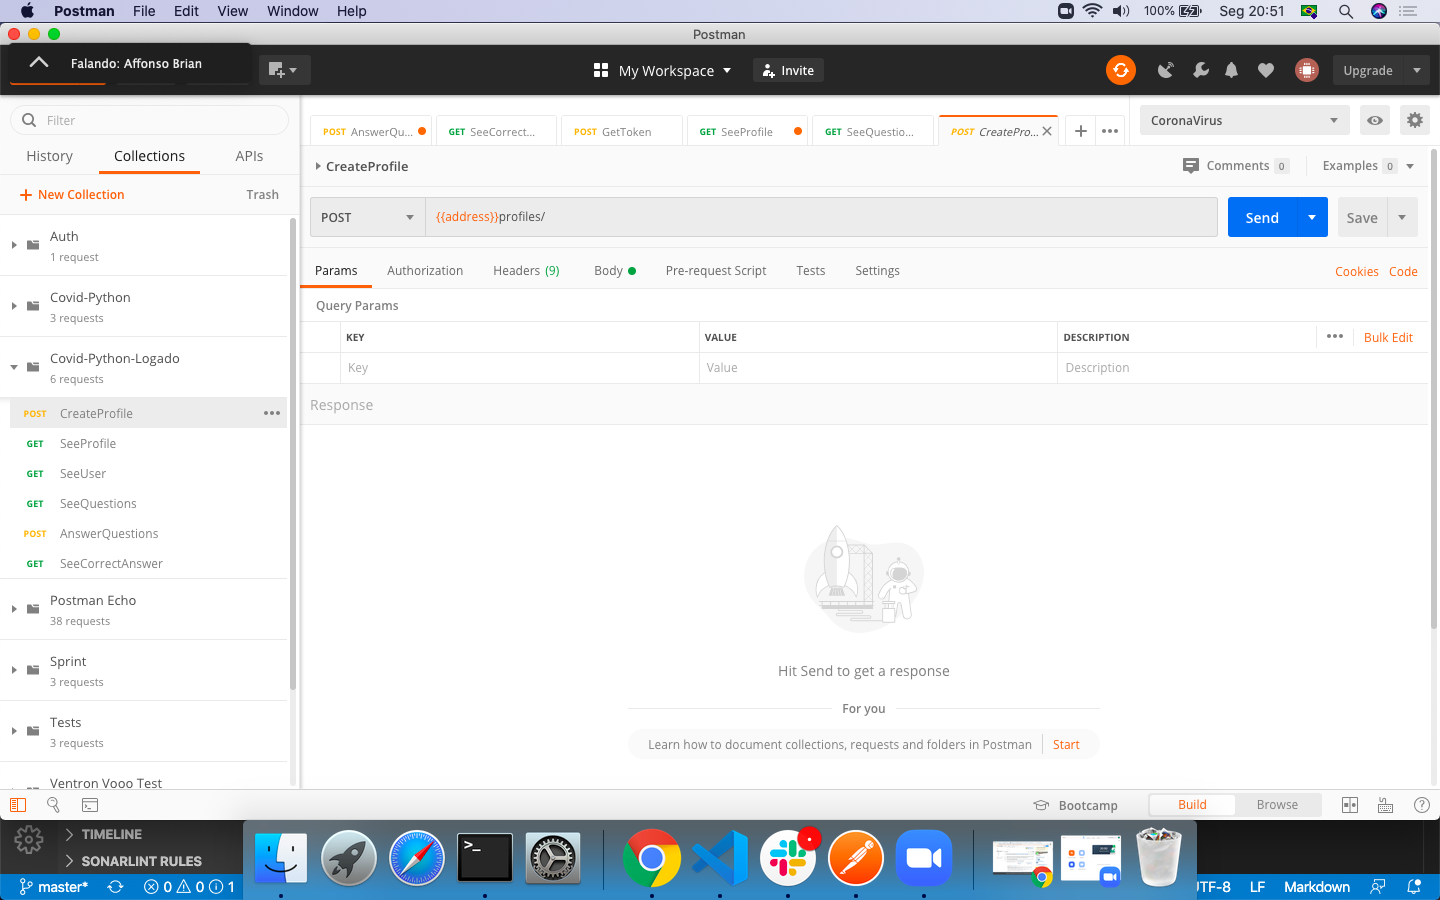 Postman File Edit View Window Help 100% Seg 20:51
Postman
Falando: Affonso Brian
My Workspace Invite Upgrade
Filter
History Collections APIs
New Collection Trash
Auth
1 request
Covid-Python
3 requests
Covid-Python-Logado
6 requests
POST CreateProfile
GET SeeProfile
GET SeeUser
GET SeeQuestions
POST AnswerQuestions
GET SeeCorrectAnswer
Postman Echo
38 requests
Sprint
3 requests
Tests
3 requests
Ventron Vooo Test
POST AnswerQu... GET SeeCorrect... POST GetToken GET SeeProfile GET SeeQuestio... POST CreatePro...
CoronaVirus
CreateProfile Comments 0 Examples 0
POST {{address}}profiles/ Send Save
Params Authorization Headers (9) Body Pre-request Script Tests Settings Cookies Code
Query Params
KEY VALUE DESCRIPTION Bulk Edit
Key Value Description
Response
Hit Send to get a response
For you
Learn how to document collections, requests and folders in Postman Start
Bootcamp Build Browse
TIMELINE
SONARLINT RULES
master* 0 0 1 UTF-8 LF Markdown